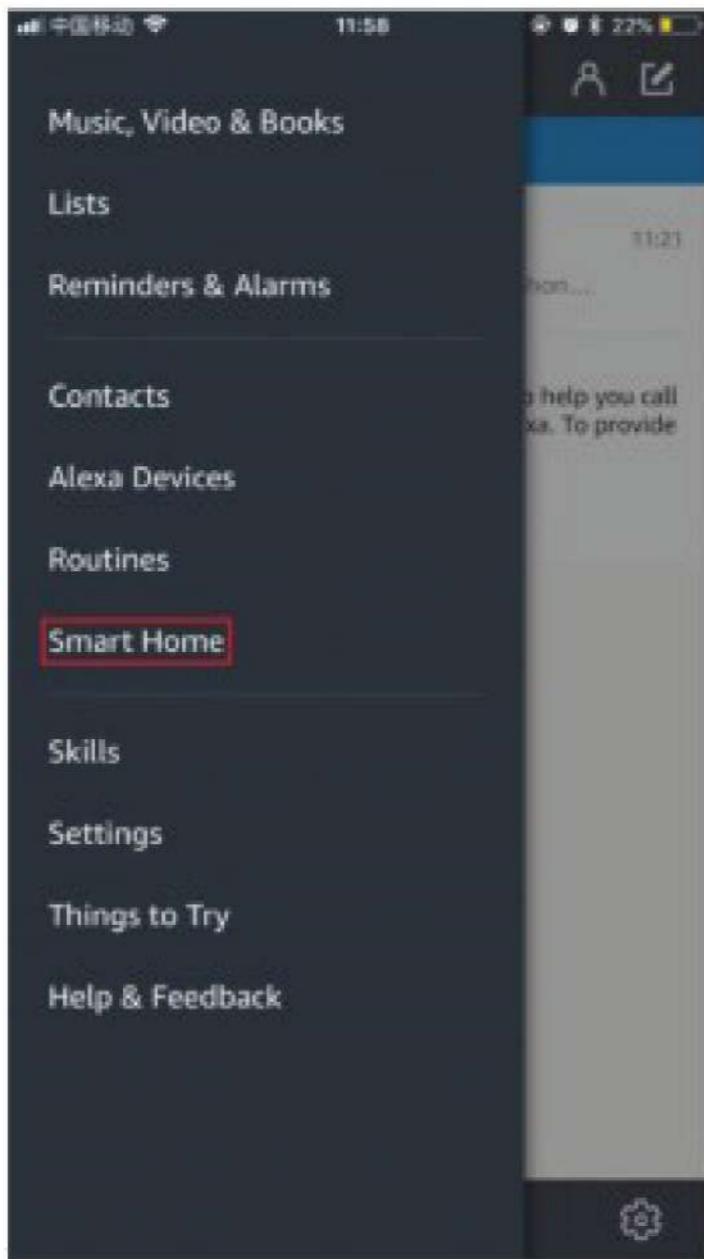 中国移动 11:58 22%
Music, Video & Books
Lists
11:21
Reminders & Alarms
hon....
Contacts
help you call
xa. To provide
Alexa Devices
Routines
Smart Home
Skills
Settings
Things to Try
Help & Feedback